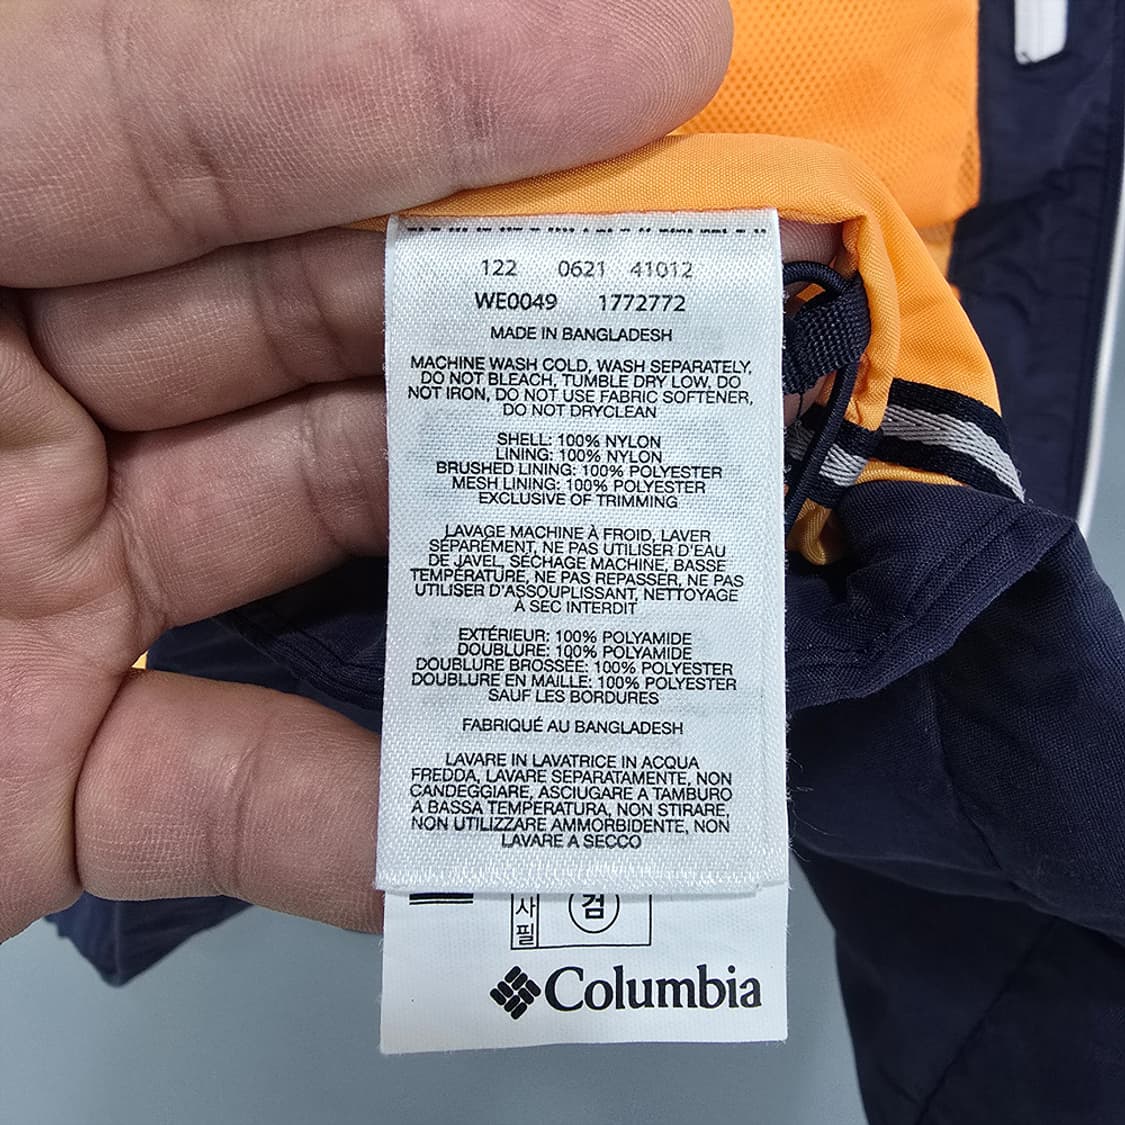 122 0621 41012
WE0049 1772772
MADE IN BANGLADESH
MACHINE WASH COLD, WASH SEPARATELY,
DO NOT BLEACH, TUMBLE DRY LOW, DO
NOT IRON, DO NOT USE FABRIC SOFTENER,
DO NOT DRYCLEAN
SHELL: 100% NYLON
LINING: 100% NYLON
BRUSHED LINING: 100% POLYESTER
MESH LINING: 100% POLYESTER
EXCLUSIVE OF TRIMMING
LAVAGE MACHINE À FROID, LAVER
SÉPARÉMENT, NE PAS UTILISER D'EAU
DE JAVEL, SÉCHAGE MACHINE, BASSE
TEMPÉRATURE, NE PAS REPASSER, NE PAS
UTILISER D'ASSOUPLISSANT, NETTOYAGE
À SEC INTERDIT
EXTÉRIEUR: 100% POLYAMIDE
DOUBLURE: 100% POLYAMIDE
DOUBLURE BROSSÉE: 100% POLYESTER
DOUBLURE EN MAILLE: 100% POLYESTER
SAUF LES BORDURES
FABRIQUÉ AU BANGLADESH
LAVARE IN LAVATRICE IN ACQUA
FREDDA, LAVARE SEPARATAMENTE, NON
CANDEGGIARE, ASCIUGARE A TAMBURO
A BASSA TEMPERATURA, NON STIRARE,
NON UTILIZZARE AMMORBIDENTE, NON
LAVARE A SECCO
사 검
필
Columbia